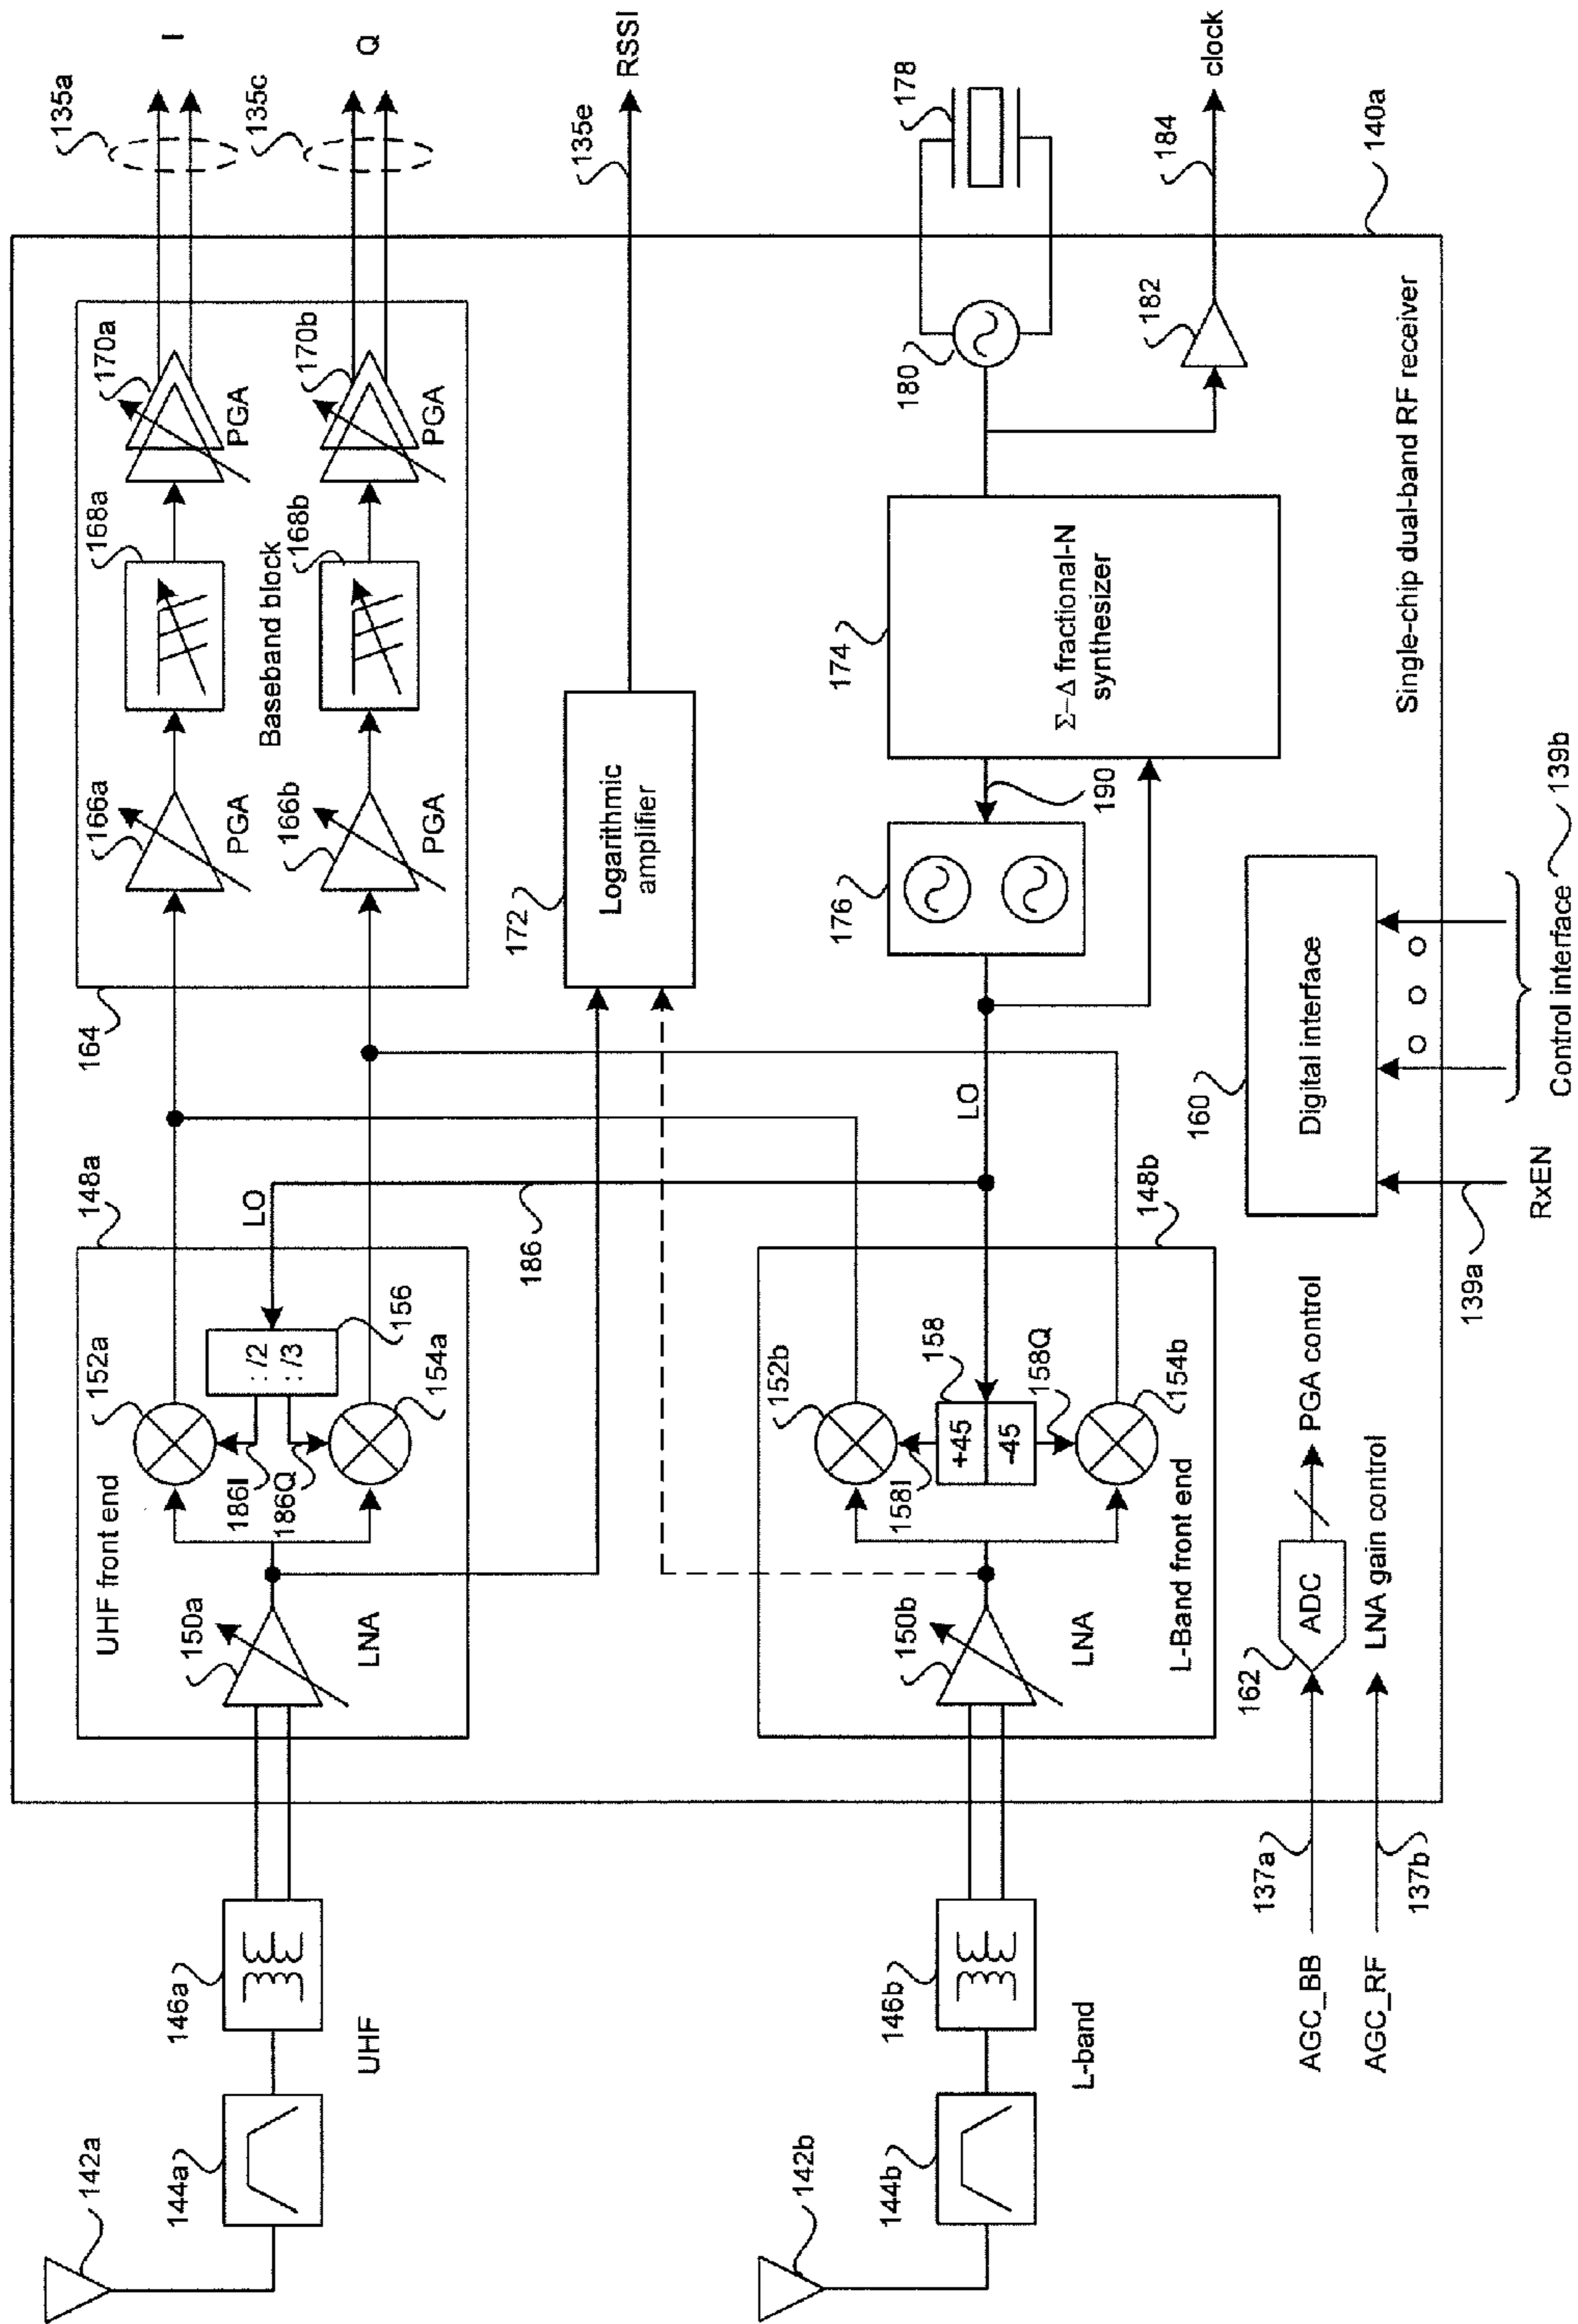 142a
144a
146a
UHF
UHF front end
148a
150a
LNA
152a
:/2
:/3
156
154a
186I
186Q
LO
186
164
166a
PGA
168a
170a
PGA
Baseband block
166b
PGA
168b
170b
PGA
135a
I
135c
Q
172
Logarithmic
amplifier
135e
RSSI
142b
144b
146b
L-band
148b
150b
LNA
L-Band front end
152b
+45
-45
158
158I
158Q
154b
LO
176
190
174
Σ–Δ fractional-N
synthesizer
180
178
182
184
clock
AGC_BB
137a
162
ADC
PGA control
AGC_RF
137b
LNA gain control
160
Digital interface
139a
RxEN
Control interface
139b
Single-chip dual-band RF receiver
140a